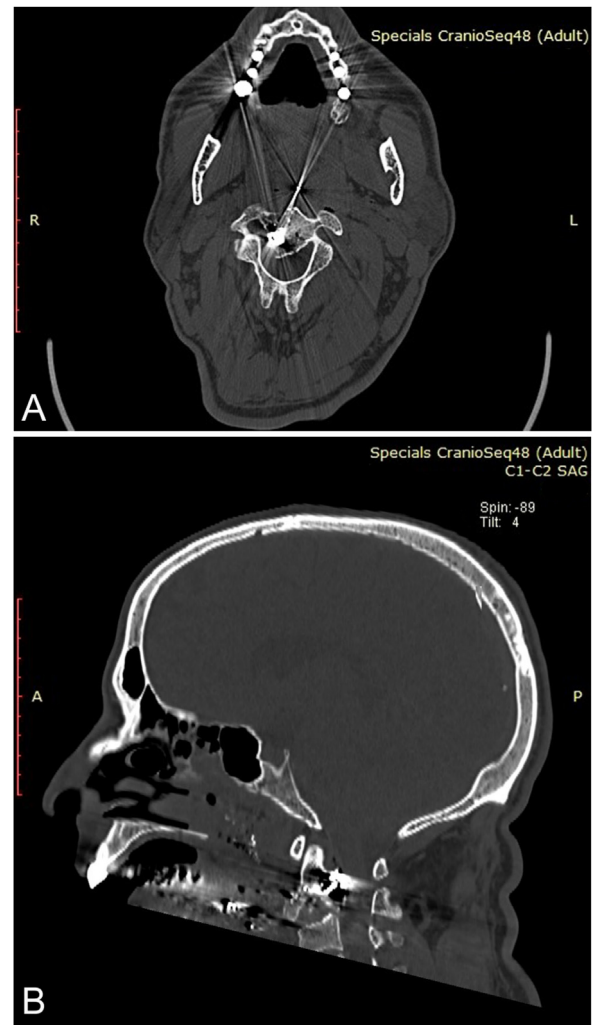 Specials CranioSeq48 (Adult)
R
L
A
Specials CranioSeq48 (Adult)
C1-C2 SAG
Spin: -89
Tilt: 4
A
P
B